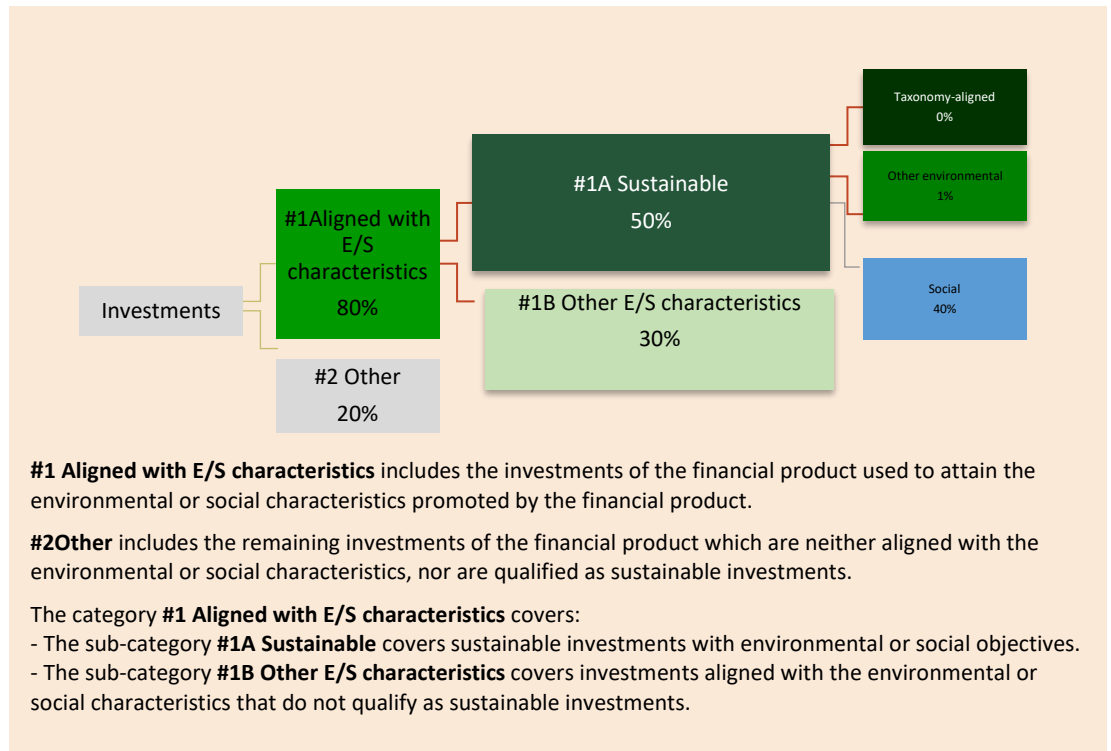 Taxonomy-aligned
0%
#1A Sustainable
50%
Other environmental
1%
#1Aligned with
E/S
characteristics
80%
Social
40%
Investments
#1B Other E/S characteristics
30%
#2 Other
20%
#1 Aligned with E/S characteristics includes the investments of the financial product used to attain the
environmental or social characteristics promoted by the financial product.
#2Other includes the remaining investments of the financial product which are neither aligned with the
environmental or social characteristics, nor are qualified as sustainable investments.
The category #1 Aligned with E/S characteristics covers:
- The sub-category #1A Sustainable covers sustainable investments with environmental or social objectives.
- The sub-category #1B Other E/S characteristics covers investments aligned with the environmental or
social characteristics that do not qualify as sustainable investments.